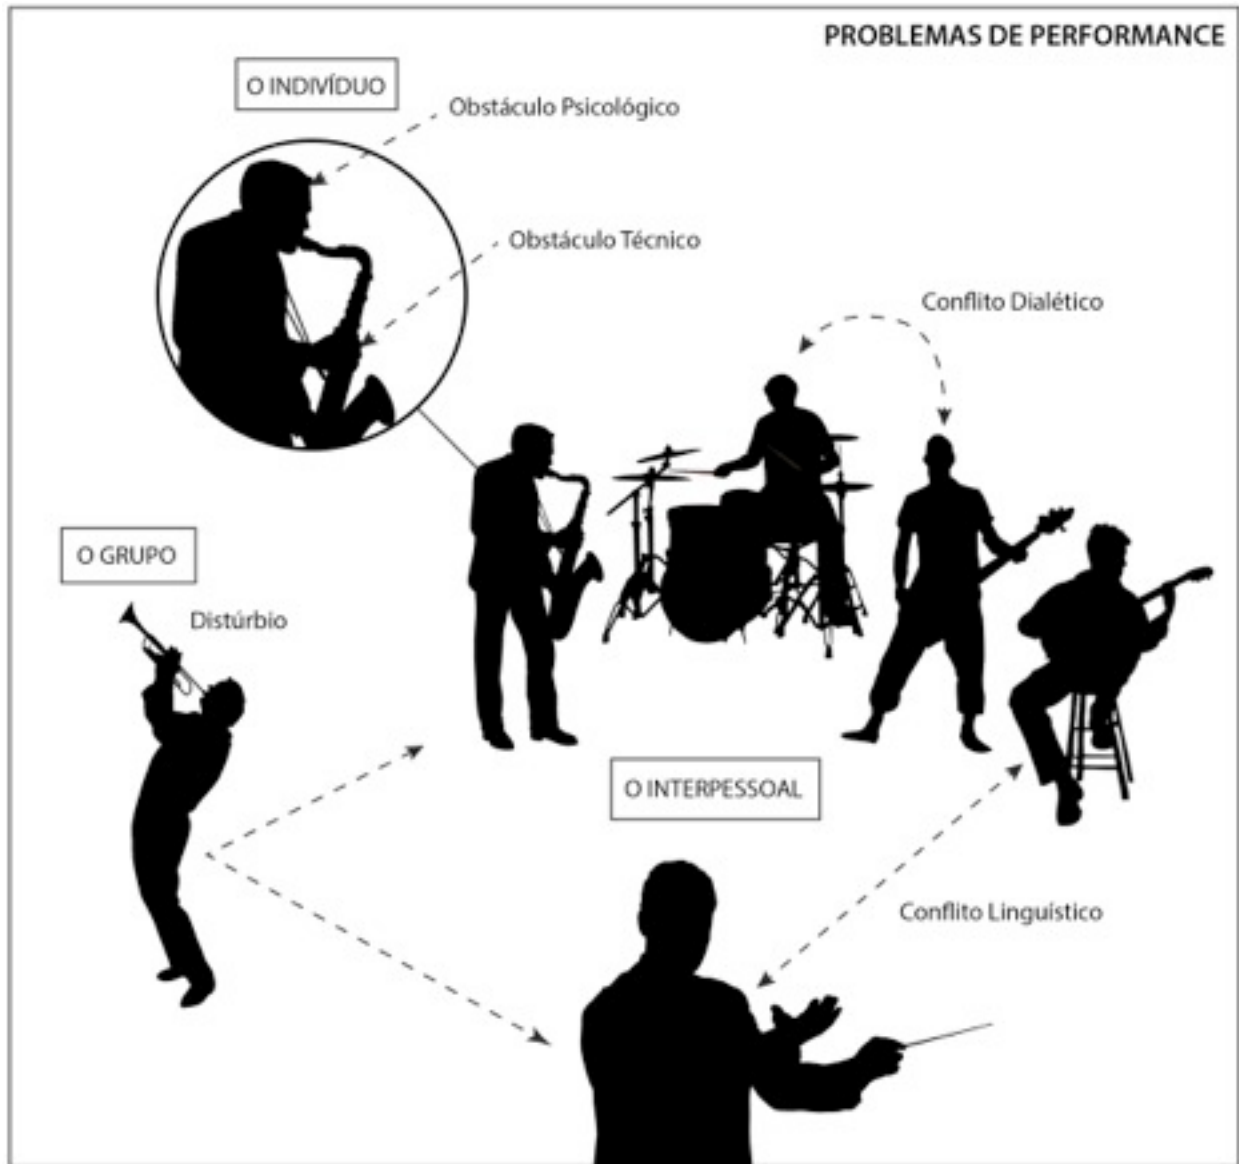 PROBLEMAS DE PERFORMANCE
O INDIVÍDUO
Obstáculo Psicológico
Obstáculo Técnico
Conflito Dialético
O GRUPO
Distúrbio
O INTERPESSOAL
Conflito Linguístico